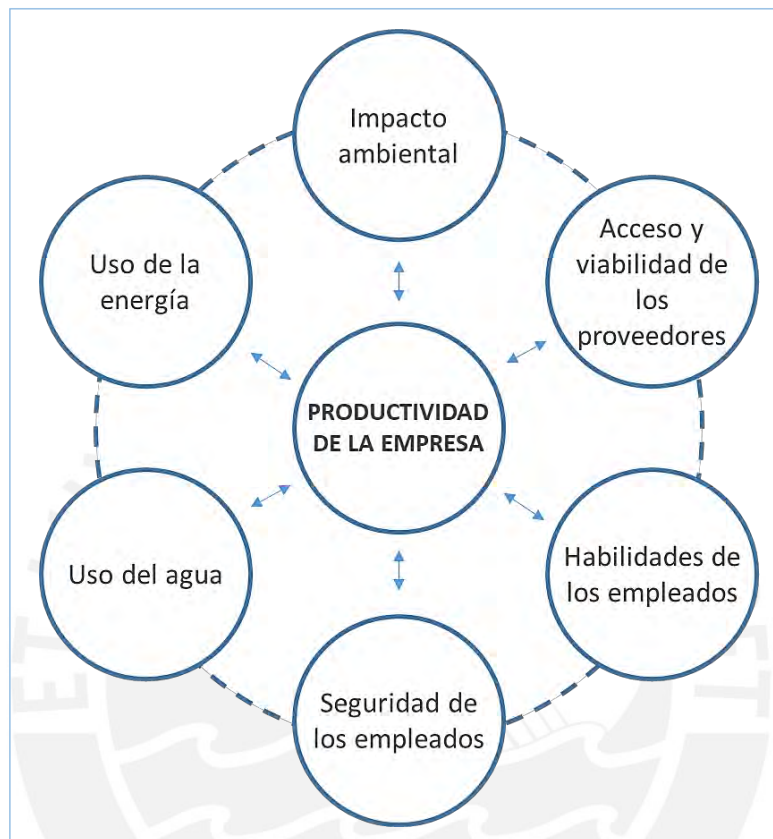 Impacto
ambiental
Acceso y
viabilidad de
los
proveedores
Habilidades de
los empleados
Seguridad de
los empleados
Uso del agua
Uso de la
energía
PRODUCTIVIDAD
DE LA EMPRESA